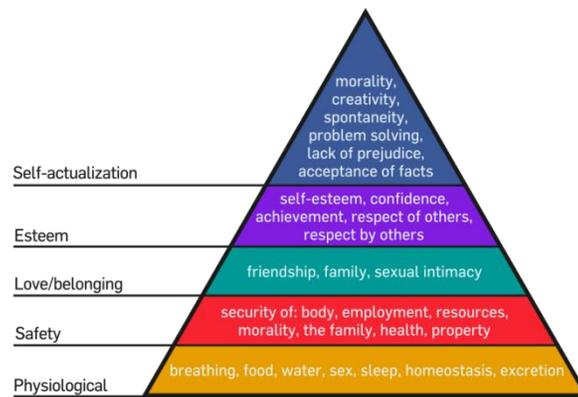 morality,
creativity,
spontaneity,
problem solving,
lack of prejudice,
acceptance of facts
Self-actualization
self-esteem, confidence,
achievement, respect of others,
respect by others
Esteem
friendship, family, sexual intimacy
Love/belonging
security of: body, employment, resources,
morality, the family, health, property
Safety
breathing, food, water, sex, sleep, homeostasis, excretion
Physiological